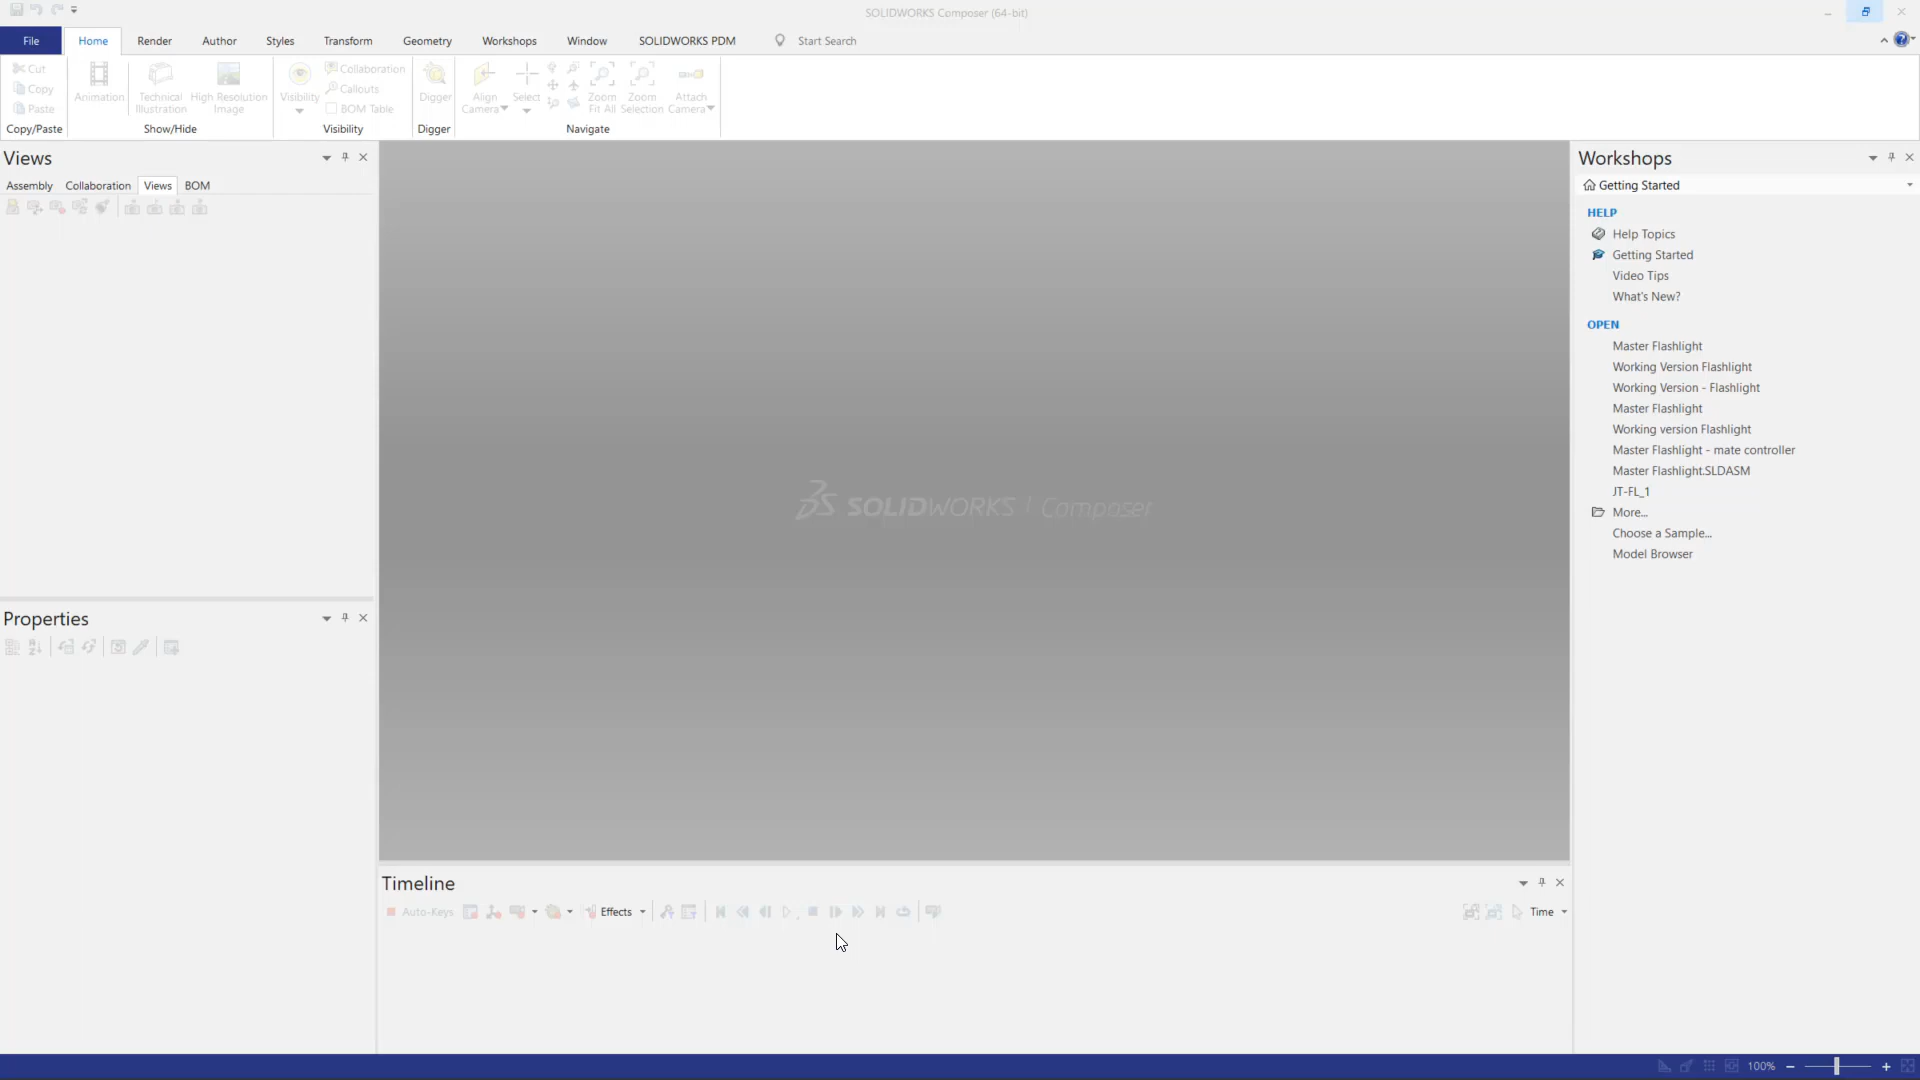 SOLIDWORKS Composer (64-bit)
File
Home
Render
Author
Styles
Transform
Geometry
Workshops
Window
SOLIDWORKS PDM
Start Search
Cut
Copy
Paste
Copy/Paste
Animation
Technical
Illustration
High Resolution
Image
Show/Hide
Visibility
Collaboration
Callouts
BOM Table
Visibility
Digger
Digger
Align
Camera
Select
Zoom
Fit All
Zoom
Selection
Attach
Camera
Navigate
Views
Assembly
Collaboration
Views
BOM
Properties
SOLIDWORKS | Composer
Timeline
Auto-Keys
Effects
Time
Workshops
Getting Started
HELP
Help Topics
Getting Started
Video Tips
What's New?
OPEN
Master Flashlight
Working Version Flashlight
Working Version - Flashlight
Master Flashlight
Working version Flashlight
Master Flashlight - mate controller
Master Flashlight.SLDASM
JT-FL_1
More...
Choose a Sample...
Model Browser
100%